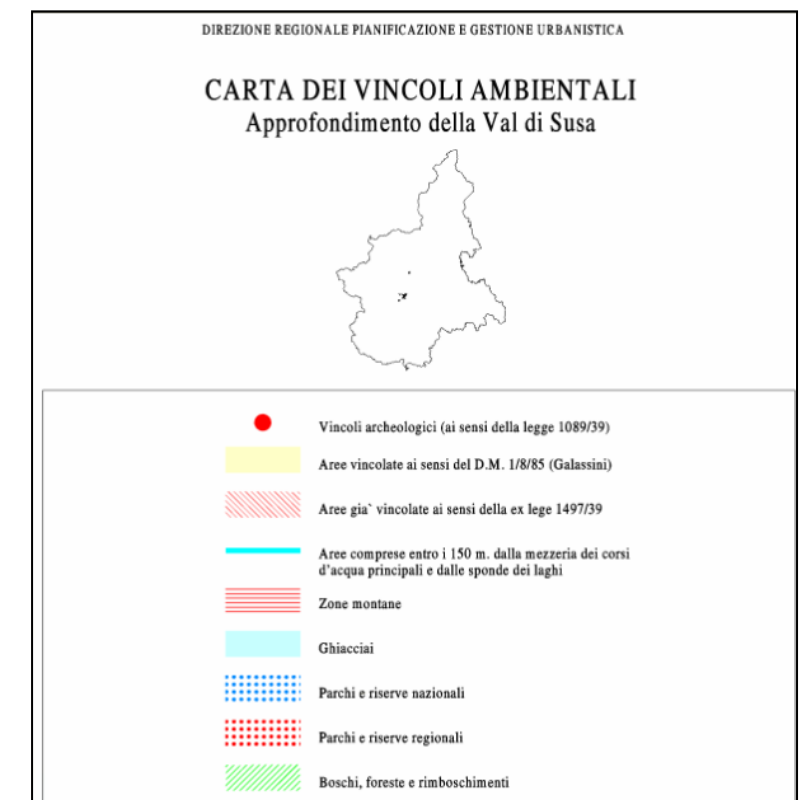 DIREZIONE REGIONALE PIANIFICAZIONE E GESTIONE URBANISTICA
CARTA DEI VINCOLI AMBIENTALI
Approfondimento della Val di Susa
Vincoli archeologici (ai sensi della legge 1089/39)
Aree vincolate ai sensi del D.M. 1/8/85 (Galassini)
Aree gia` vincolate ai sensi della ex lege 1497/39
Aree comprese entro i 150 m. dalla mezzeria dei corsi
d'acqua principali e dalle sponde dei laghi
Zone montane
Ghiacciai
Parchi e riserve nazionali
Parchi e riserve regionali
Boschi, foreste e rimboschimenti